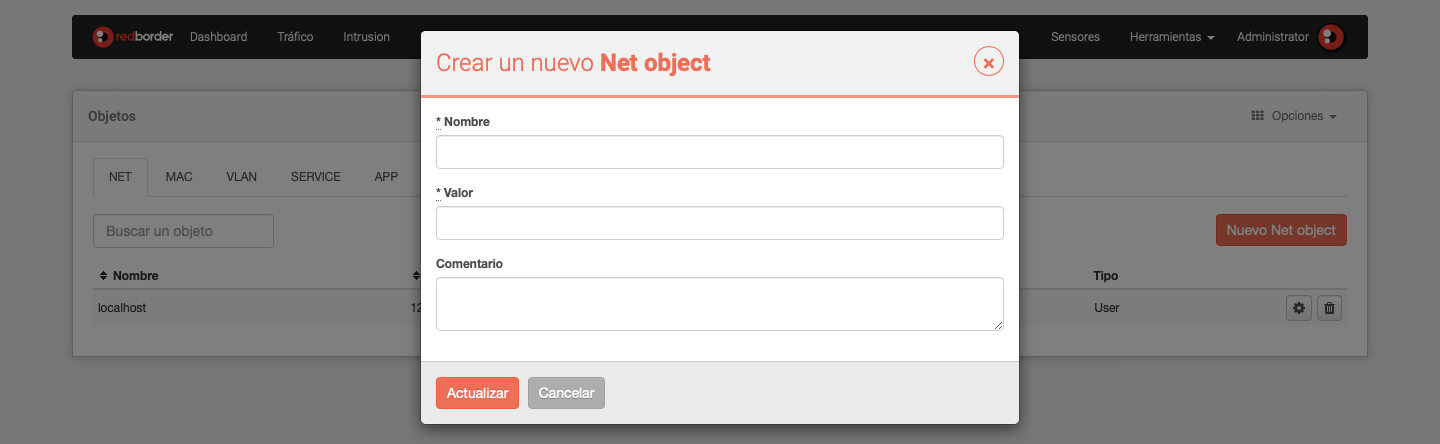 redborder Dashboard Tráfico Intrusion Sensores Herramientas Administrator
Crear un nuevo Net object
Objetos Opciones
* Nombre
NET MAC VLAN SERVICE APP
* Valor
Buscar un objeto Nuevo Net object
Comentario
Nombre Tipo
localhost 12 User
Actualizar Cancelar